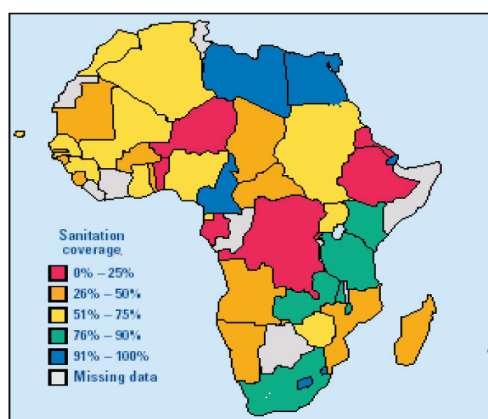 Sanitation
coverage.
0% – 25%
26% – 50%
51% – 75%
76% – 90%
91% – 100%
Missing data